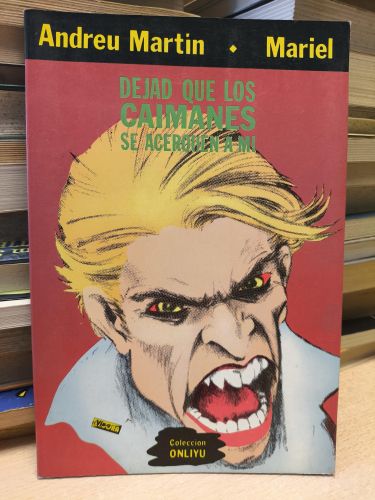 Andreu Martin • Mariel
DEJAD QUE LOS
CAIMANES
SE ACERQUEN A MI
Coleccion
ONLIYU